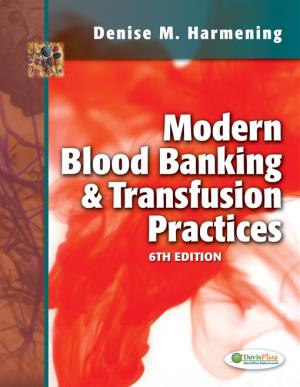 Denise M. Harmening
Modern
Blood Banking
& Transfusion
Practices
6TH EDITION
DavisPlus